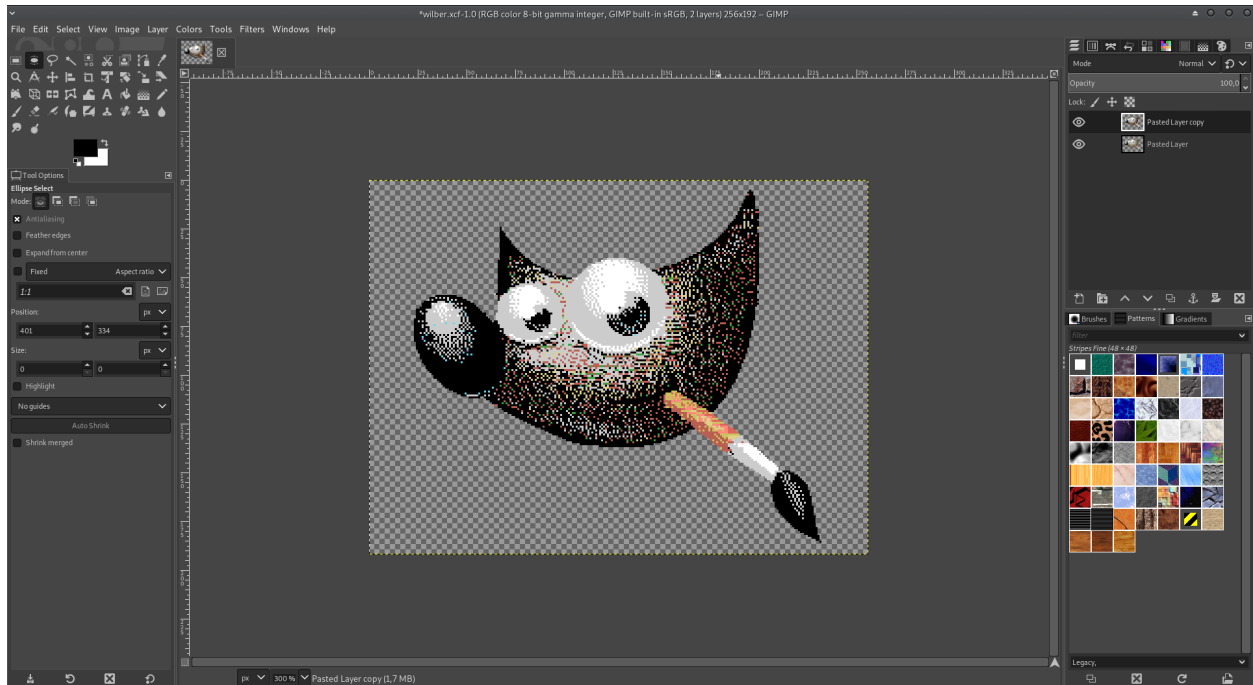 *wilber.xcf-1.0 (RGB color 8-bit gamma integer, GIMP built-in sRGB, 2 layers) 256x192 – GIMP
File Edit Select View Image Layer Colors Tools Filters Windows Help
Mode Normal
Opacity 100,0
Lock:
Pasted Layer copy
Pasted Layer
Tool Options
Ellipse Select
Mode:
Antialiasing
Feather edges
Expand from center
Fixed Aspect ratio
1:1
Position: px
401 334
Size: px
0 0
Highlight
No guides
Auto Shrink
Shrink merged
Brushes Patterns Gradients
filter
Stripes Fine (48 × 48)
Legacy,
px 300 % Pasted Layer copy (1,7 MB)